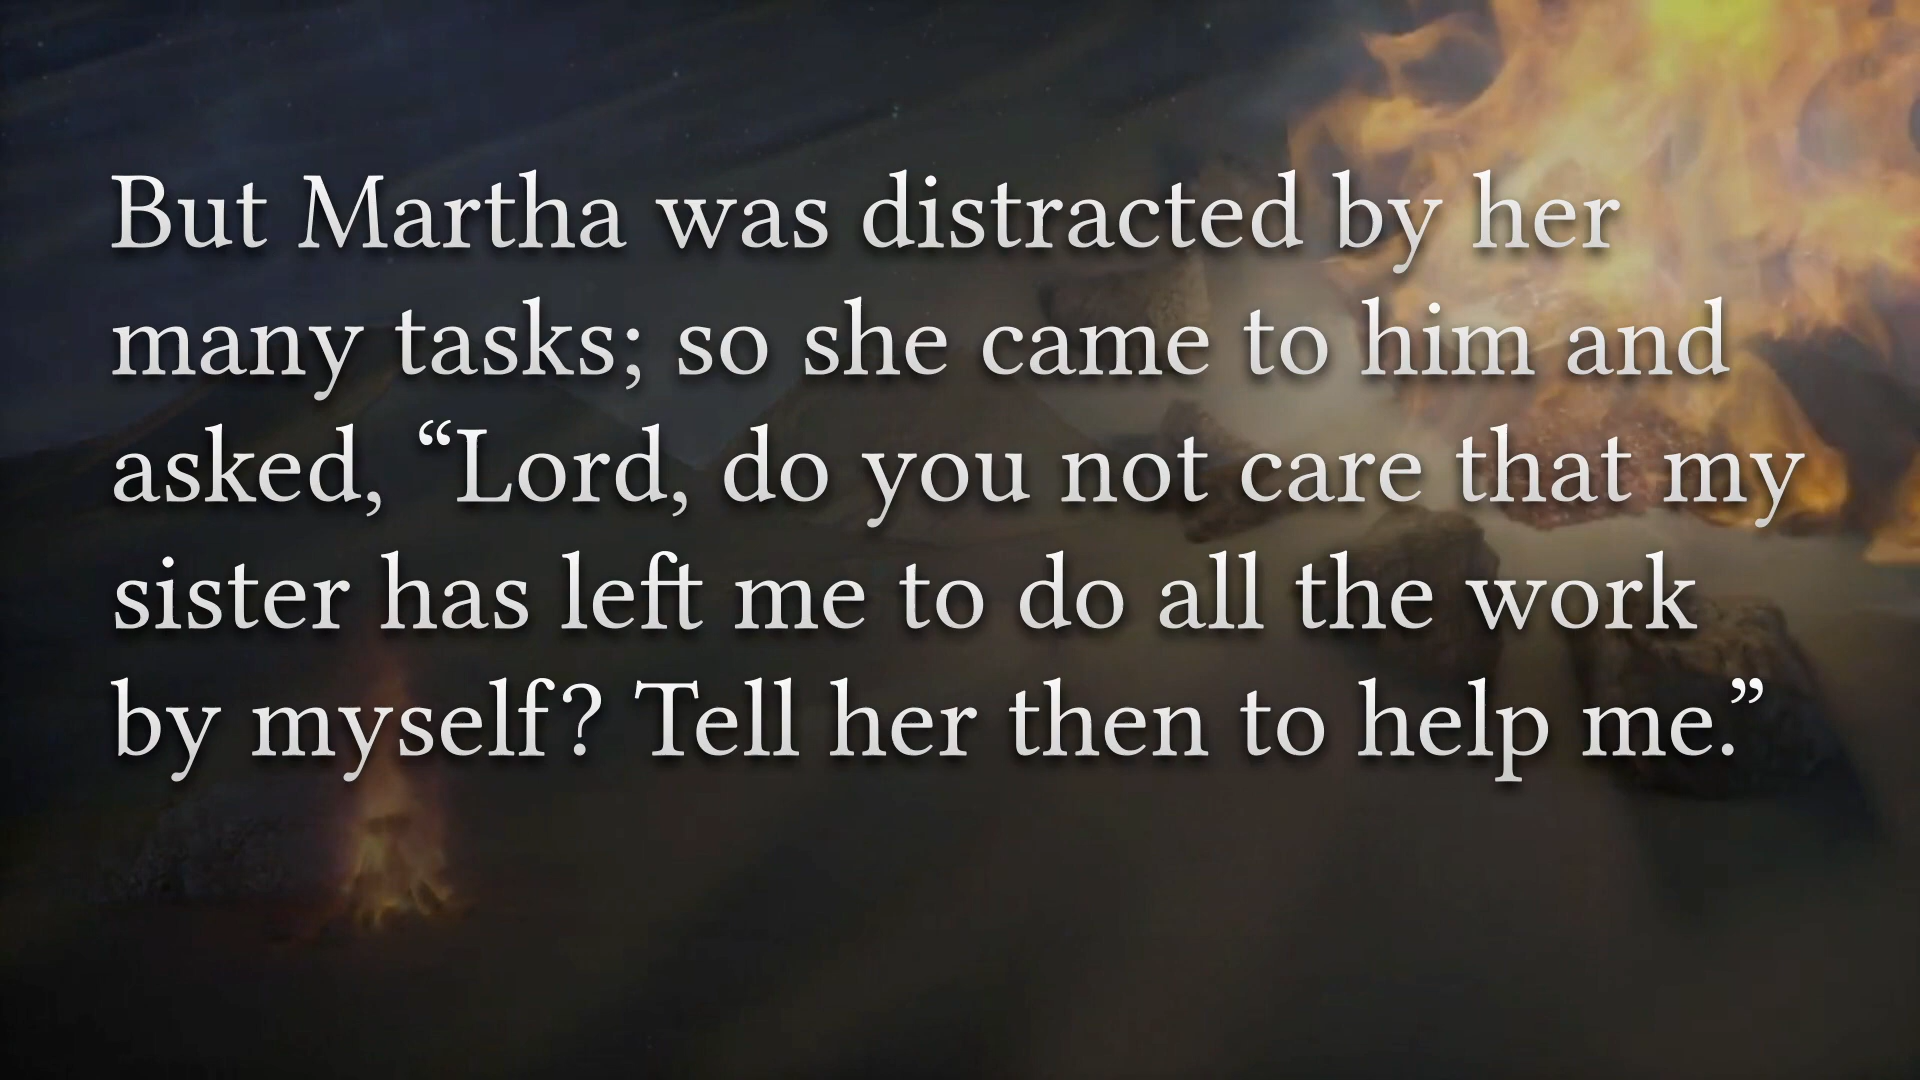 But Martha was distracted by her
many tasks; so she came to him and
asked, “Lord, do you not care that my
sister has left me to do all the work
by myself? Tell her then to help me.”